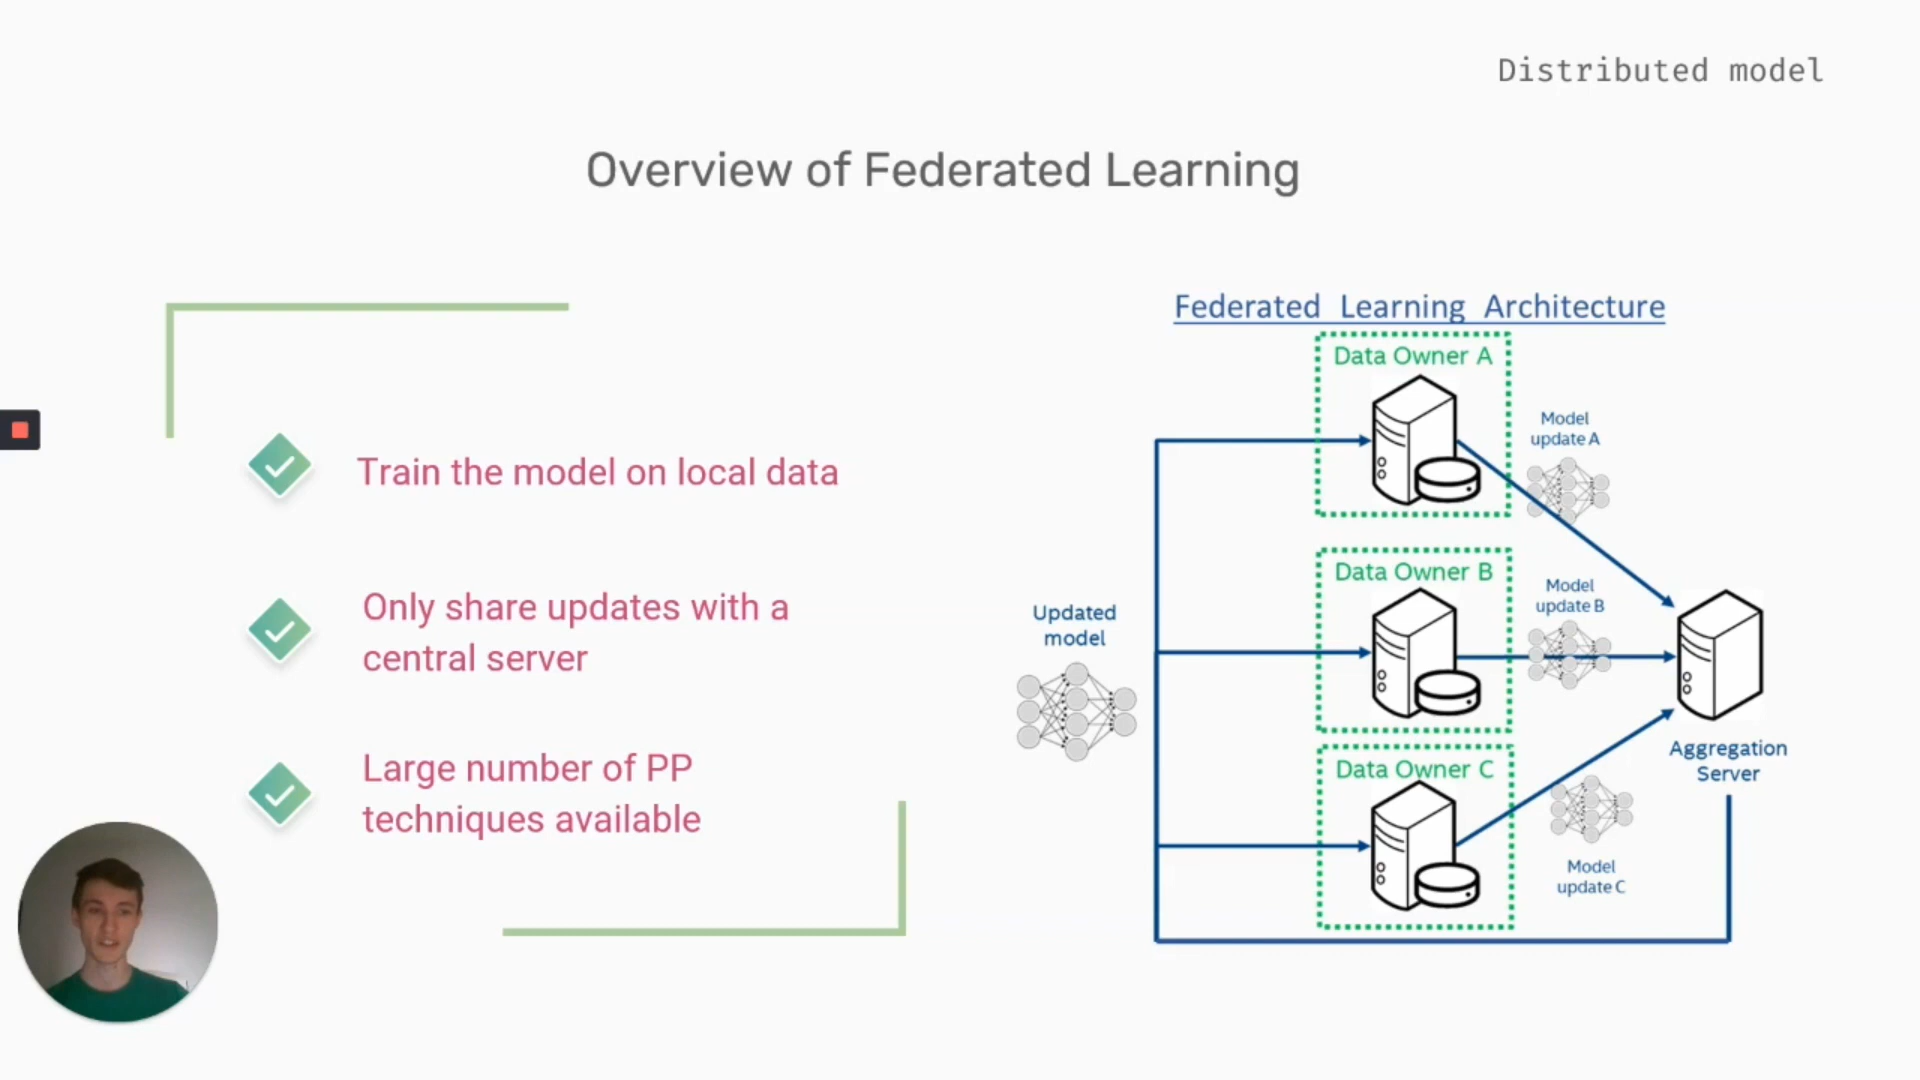 Distributed model
Overview of Federated Learning
Train the model on local data
Only share updates with a
central server
Large number of PP
techniques available
Federated Learning Architecture
Data Owner A
Model
update A
Data Owner B
Model
update B
Updated
model
Aggregation
Server
Data Owner C
Model
update C